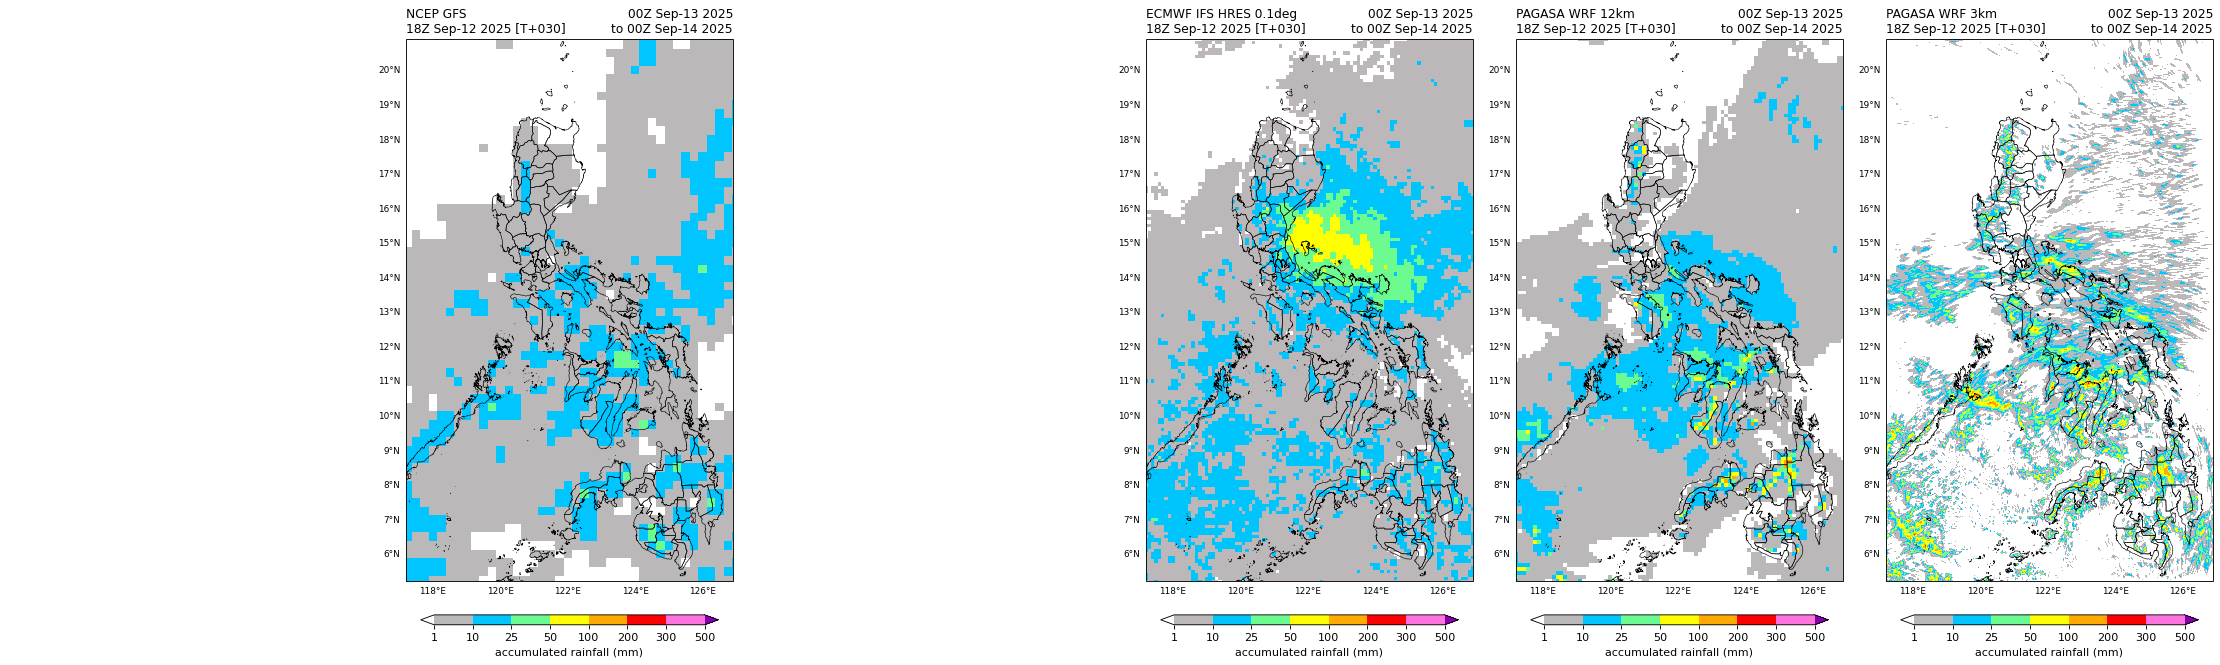 NCEP GFS 00Z Sep-13 2025
18Z Sep-12 2025 [T+030] to 00Z Sep-14 2025
20°N
19°N
18°N
17°N
16°N
15°N
14°N
13°N
12°N
11°N
10°N
9°N
8°N
7°N
6°N
118°E 120°E 122°E 124°E 126°E
1 10 25 50 100 200 300 500
accumulated rainfall (mm)
ECMWF IFS HRES 0.1deg 00Z Sep-13 2025
18Z Sep-12 2025 [T+030] to 00Z Sep-14 2025
20°N
19°N
18°N
17°N
16°N
15°N
14°N
13°N
12°N
11°N
10°N
9°N
8°N
7°N
6°N
118°E 120°E 122°E 124°E 126°E
1 10 25 50 100 200 300 500
accumulated rainfall (mm)
PAGASA WRF 12km 00Z Sep-13 2025
18Z Sep-12 2025 [T+030] to 00Z Sep-14 2025
20°N
19°N
18°N
17°N
16°N
15°N
14°N
13°N
12°N
11°N
10°N
9°N
8°N
7°N
6°N
118°E 120°E 122°E 124°E 126°E
1 10 25 50 100 200 300 500
accumulated rainfall (mm)
PAGASA WRF 3km 00Z Sep-13 2025
18Z Sep-12 2025 [T+030] to 00Z Sep-14 2025
20°N
19°N
18°N
17°N
16°N
15°N
14°N
13°N
12°N
11°N
10°N
9°N
8°N
7°N
6°N
118°E 120°E 122°E 124°E 126°E
1 10 25 50 100 200 300 500
accumulated rainfall (mm)